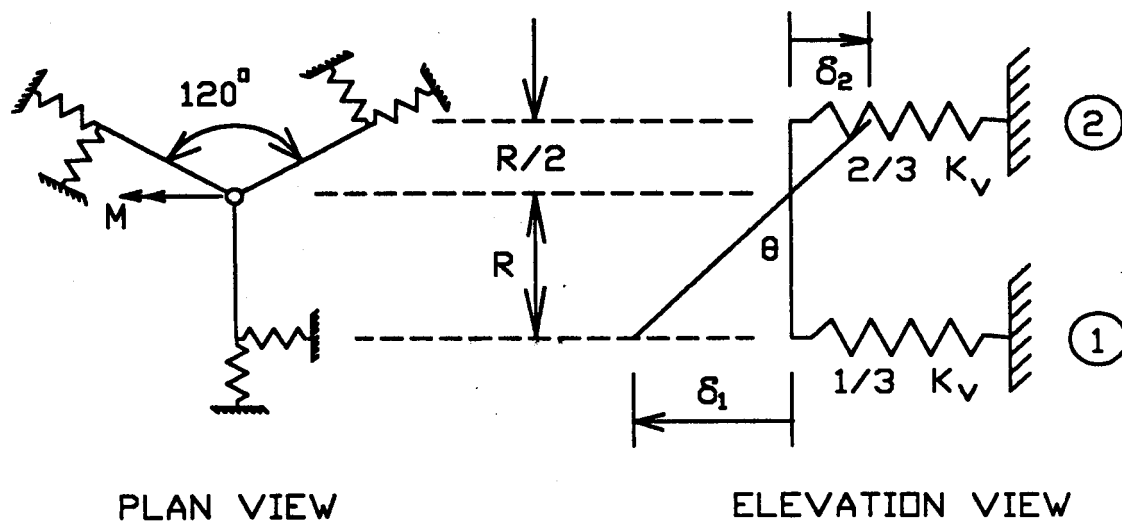 120°
M
R/2
R
δ₂
2/3 Kᵥ
2
θ
1/3 Kᵥ
1
δ₁
PLAN VIEW
ELEVATION VIEW